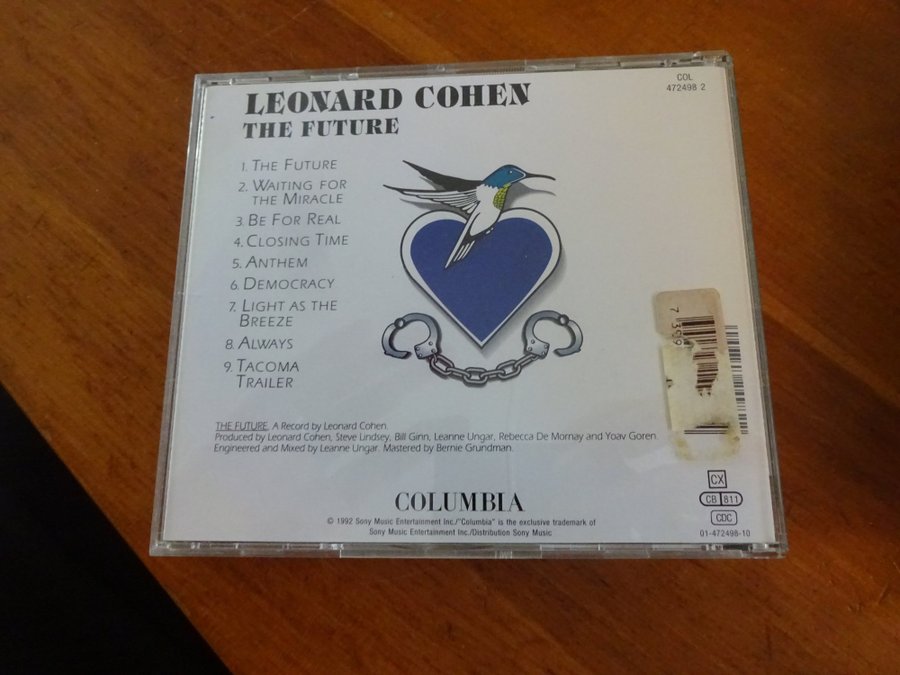 LEONARD COHEN
THE FUTURE
COL
472498 2
1. THE FUTURE
2. WAITING FOR
THE MIRACLE
3. BE FOR REAL
4. CLOSING TIME
5. ANTHEM
6. DEMOCRACY
7. LIGHT AS THE
BREEZE
8. ALWAYS
9. TACOMA
TRAILER
THE FUTURE. A Record by Leonard Cohen.
Produced by Leonard Cohen, Steve Lindsey, Bill Ginn, Leanne Ungar, Rebecca De Mornay and Yoav Goren.
Engineered and Mixed by Leanne Ungar. Mastered by Bernie Grundman.
COLUMBIA
© 1992 Sony Music Entertainment Inc./"Columbia" is the exclusive trademark of
Sony Music Entertainment Inc./Distribution Sony Music
CX
CB 811
CDC
01-472498-10